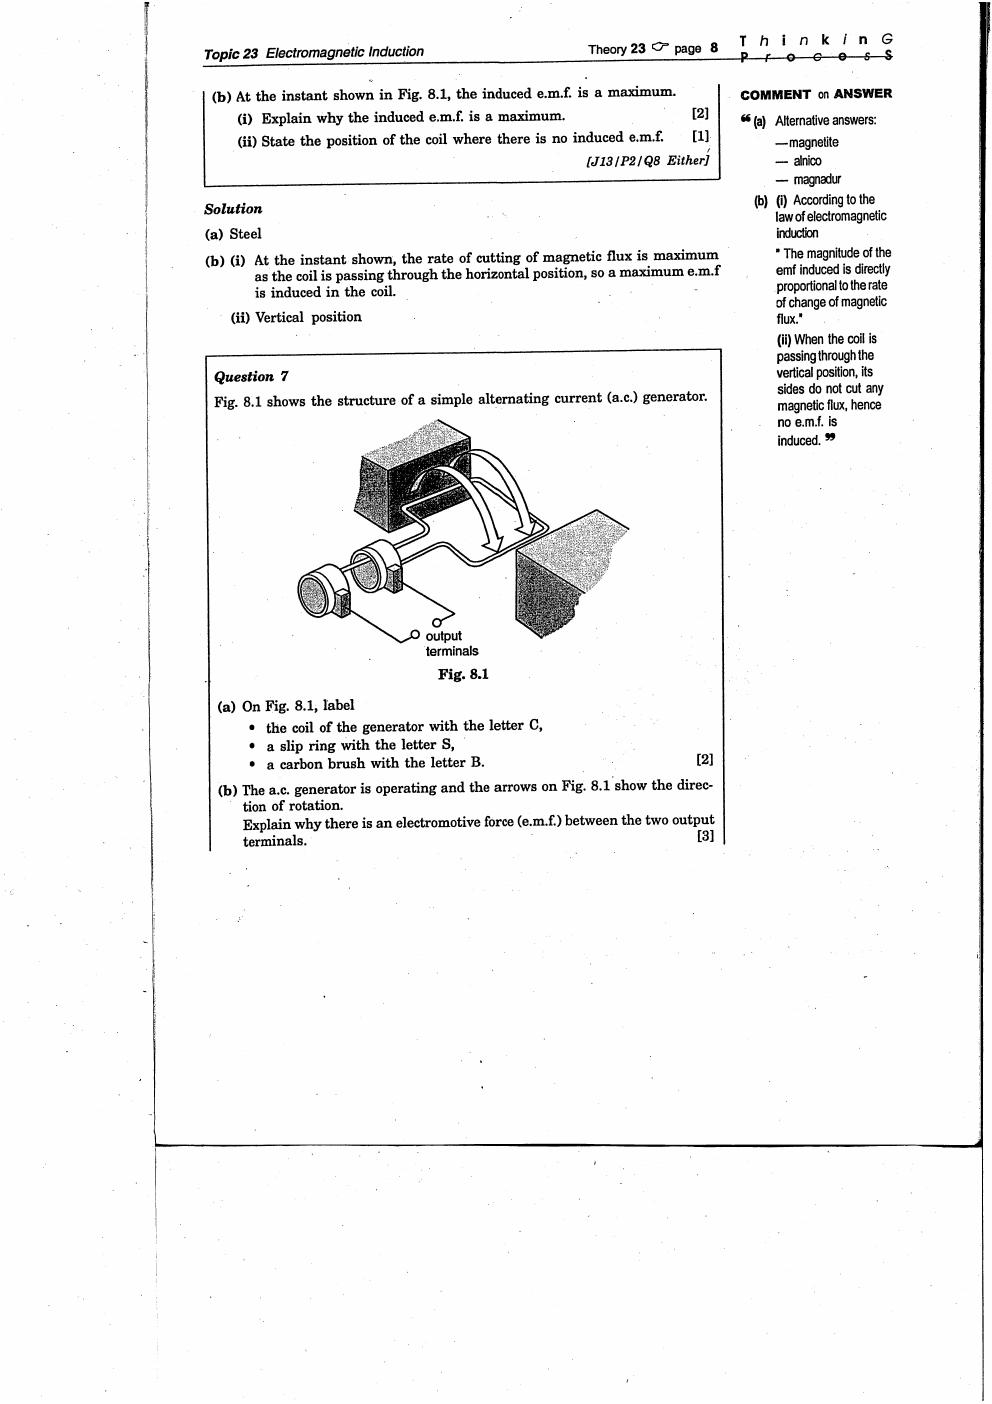 Topic 23 Electromagnetic Induction
Theory 23 ☞ page 8
T h i n k i n G
P r o c e s S
(b) At the instant shown in Fig. 8.1, the induced e.m.f. is a maximum.
(i) Explain why the induced e.m.f. is a maximum. [2]
(ii) State the position of the coil where there is no induced e.m.f. [1]
[J13/P2/Q8 Either]
Solution
(a) Steel
(b) (i) At the instant shown, the rate of cutting of magnetic flux is maximum
as the coil is passing through the horizontal position, so a maximum e.m.f
is induced in the coil.
(ii) Vertical position
Question 7
Fig. 8.1 shows the structure of a simple alternating current (a.c.) generator.
output
terminals
Fig. 8.1
(a) On Fig. 8.1, label
• the coil of the generator with the letter C,
• a slip ring with the letter S,
• a carbon brush with the letter B. [2]
(b) The a.c. generator is operating and the arrows on Fig. 8.1 show the direc-
tion of rotation.
Explain why there is an electromotive force (e.m.f.) between the two output
terminals. [3]
COMMENT on ANSWER
❝ (a) Alternative answers:
— magnetite
— alnico
— magnadur
(b) (i) According to the
law of electromagnetic
induction
" The magnitude of the
emf induced is directly
proportional to the rate
of change of magnetic
flux."
(ii) When the coil is
passing through the
vertical position, its
sides do not cut any
magnetic flux, hence
no e.m.f. is
induced. ❞